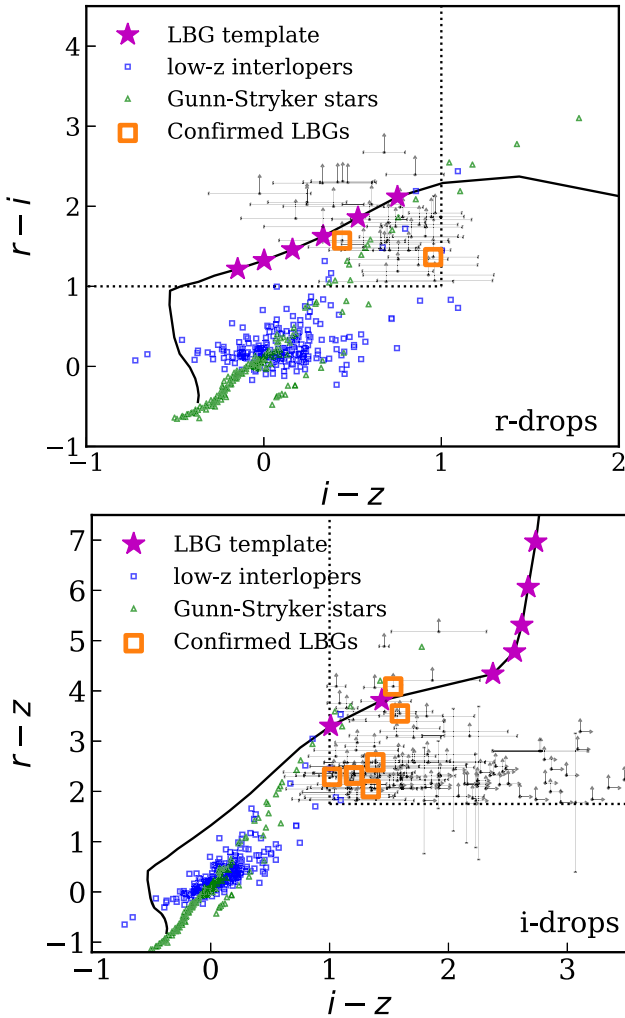 4
3
2
1
0
−1
−1
0
1
2
r − i
i − z
LBG template
low-z interlopers
Gunn-Stryker stars
Confirmed LBGs
r-drops
7
6
5
4
3
2
1
0
−1
0
1
2
3
−1
r − z
i − z
LBG template
low-z interlopers
Gunn-Stryker stars
Confirmed LBGs
i-drops